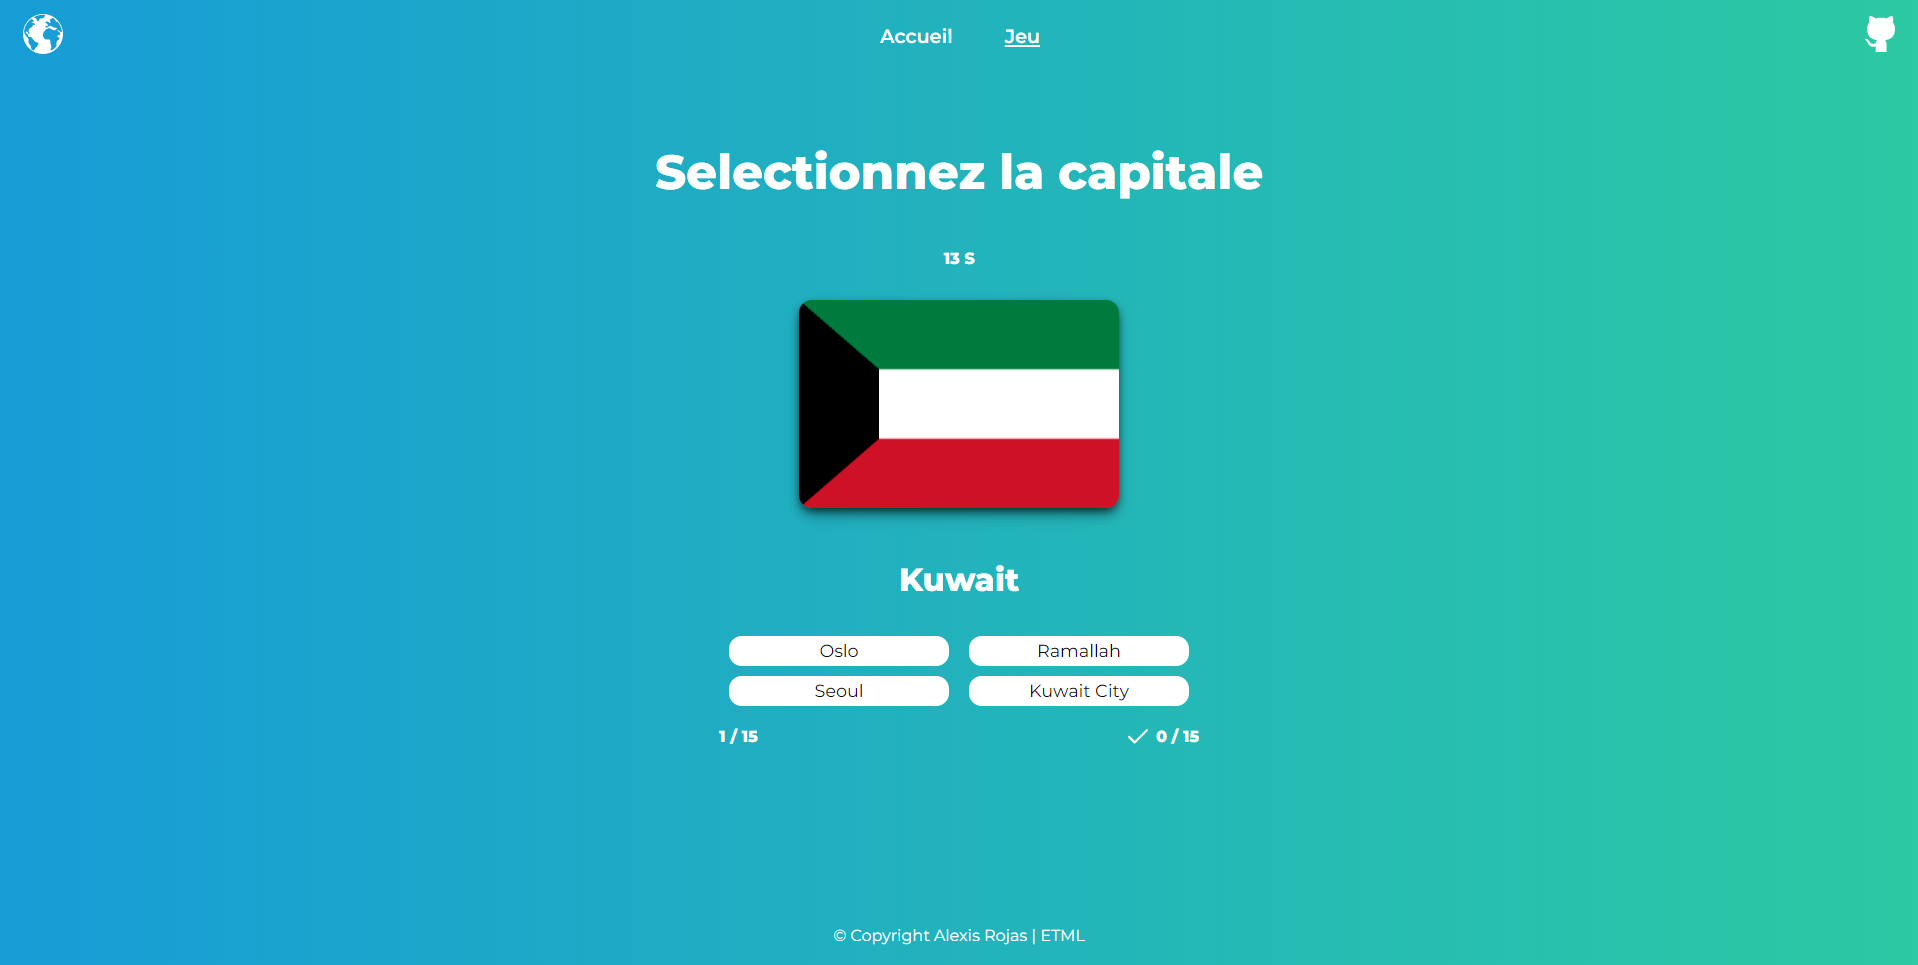 Accueil Jeu
Selectionnez la capitale
13 S
Kuwait
Oslo Ramallah
Seoul Kuwait City
1 / 15 0 / 15
© Copyright Alexis Rojas | ETML